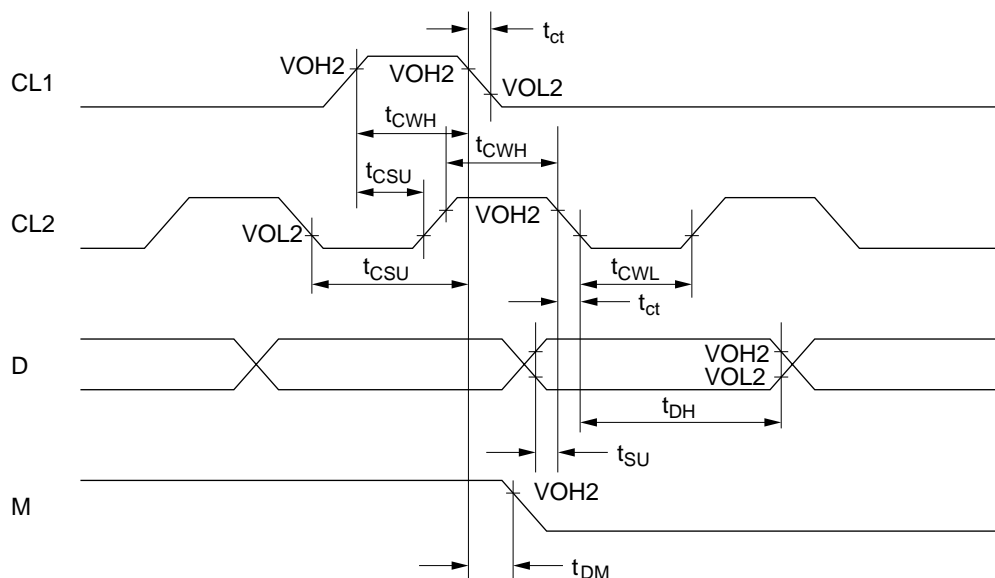 t_ct
CL1
VOH2
VOH2
VOL2
t_CWH
t_CWH
t_CSU
CL2
VOL2
VOH2
t_CSU
t_CWL
t_ct
D
VOH2
VOL2
t_DH
t_SU
M
VOH2
t_DM